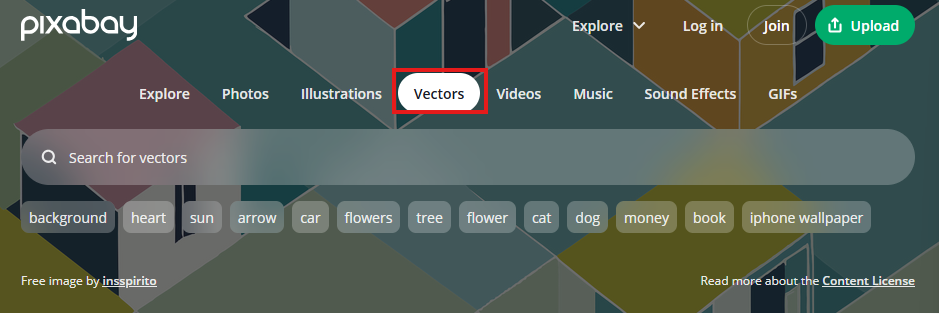 pixabay
Explore Log in Join Upload
Explore Photos Illustrations Vectors Videos Music Sound Effects GIFs
Search for vectors
background heart sun arrow car flowers tree flower cat dog money book iphone wallpaper
Free image by insspirito Read more about the Content License